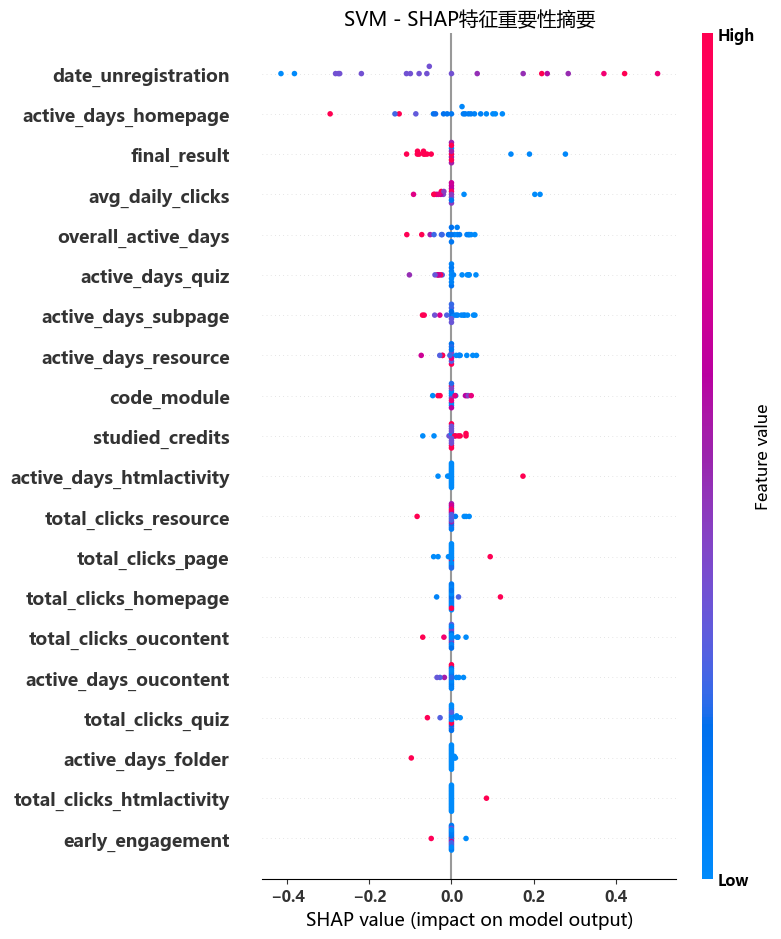 SVM - SHAP特征重要性摘要
High
date_unregistration
active_days_homepage
final_result
avg_daily_clicks
overall_active_days
active_days_quiz
active_days_subpage
active_days_resource
code_module
studied_credits
active_days_htmlactivity
total_clicks_resource
total_clicks_page
total_clicks_homepage
total_clicks_oucontent
active_days_oucontent
total_clicks_quiz
active_days_folder
total_clicks_htmlactivity
early_engagement
Feature value
Low
−0.4 −0.2 0.0 0.2 0.4
SHAP value (impact on model output)